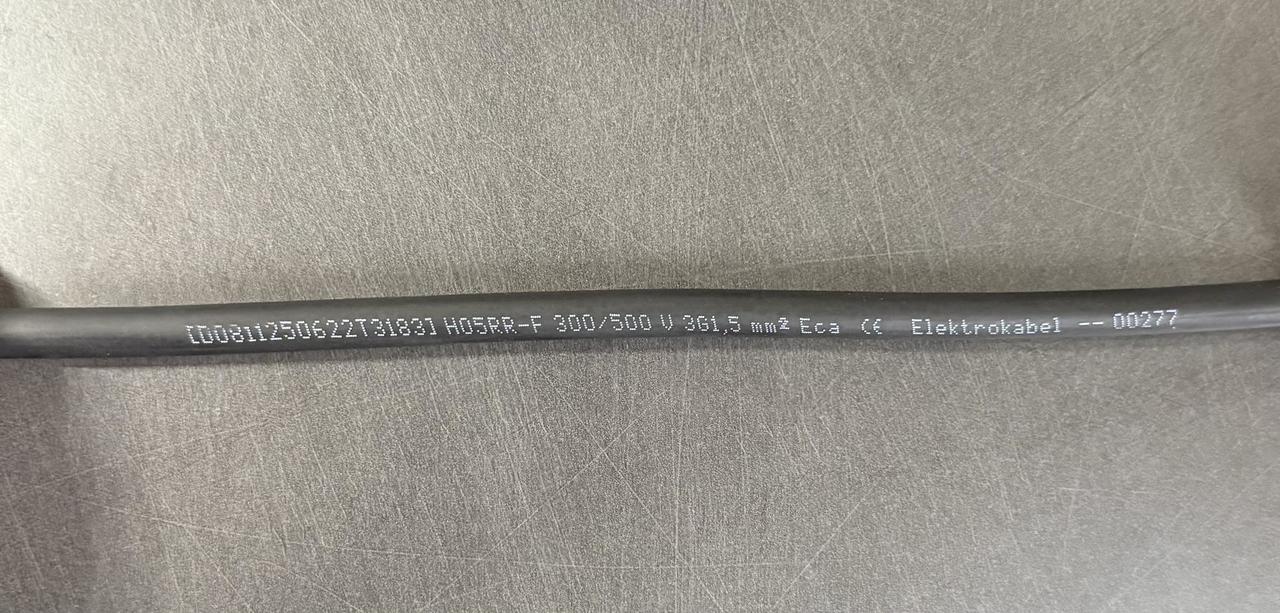 [D0811250622T3183] H05RR-F 300/500 V 3G1,5 mm² Eca CE Elektrokabel -- 00277